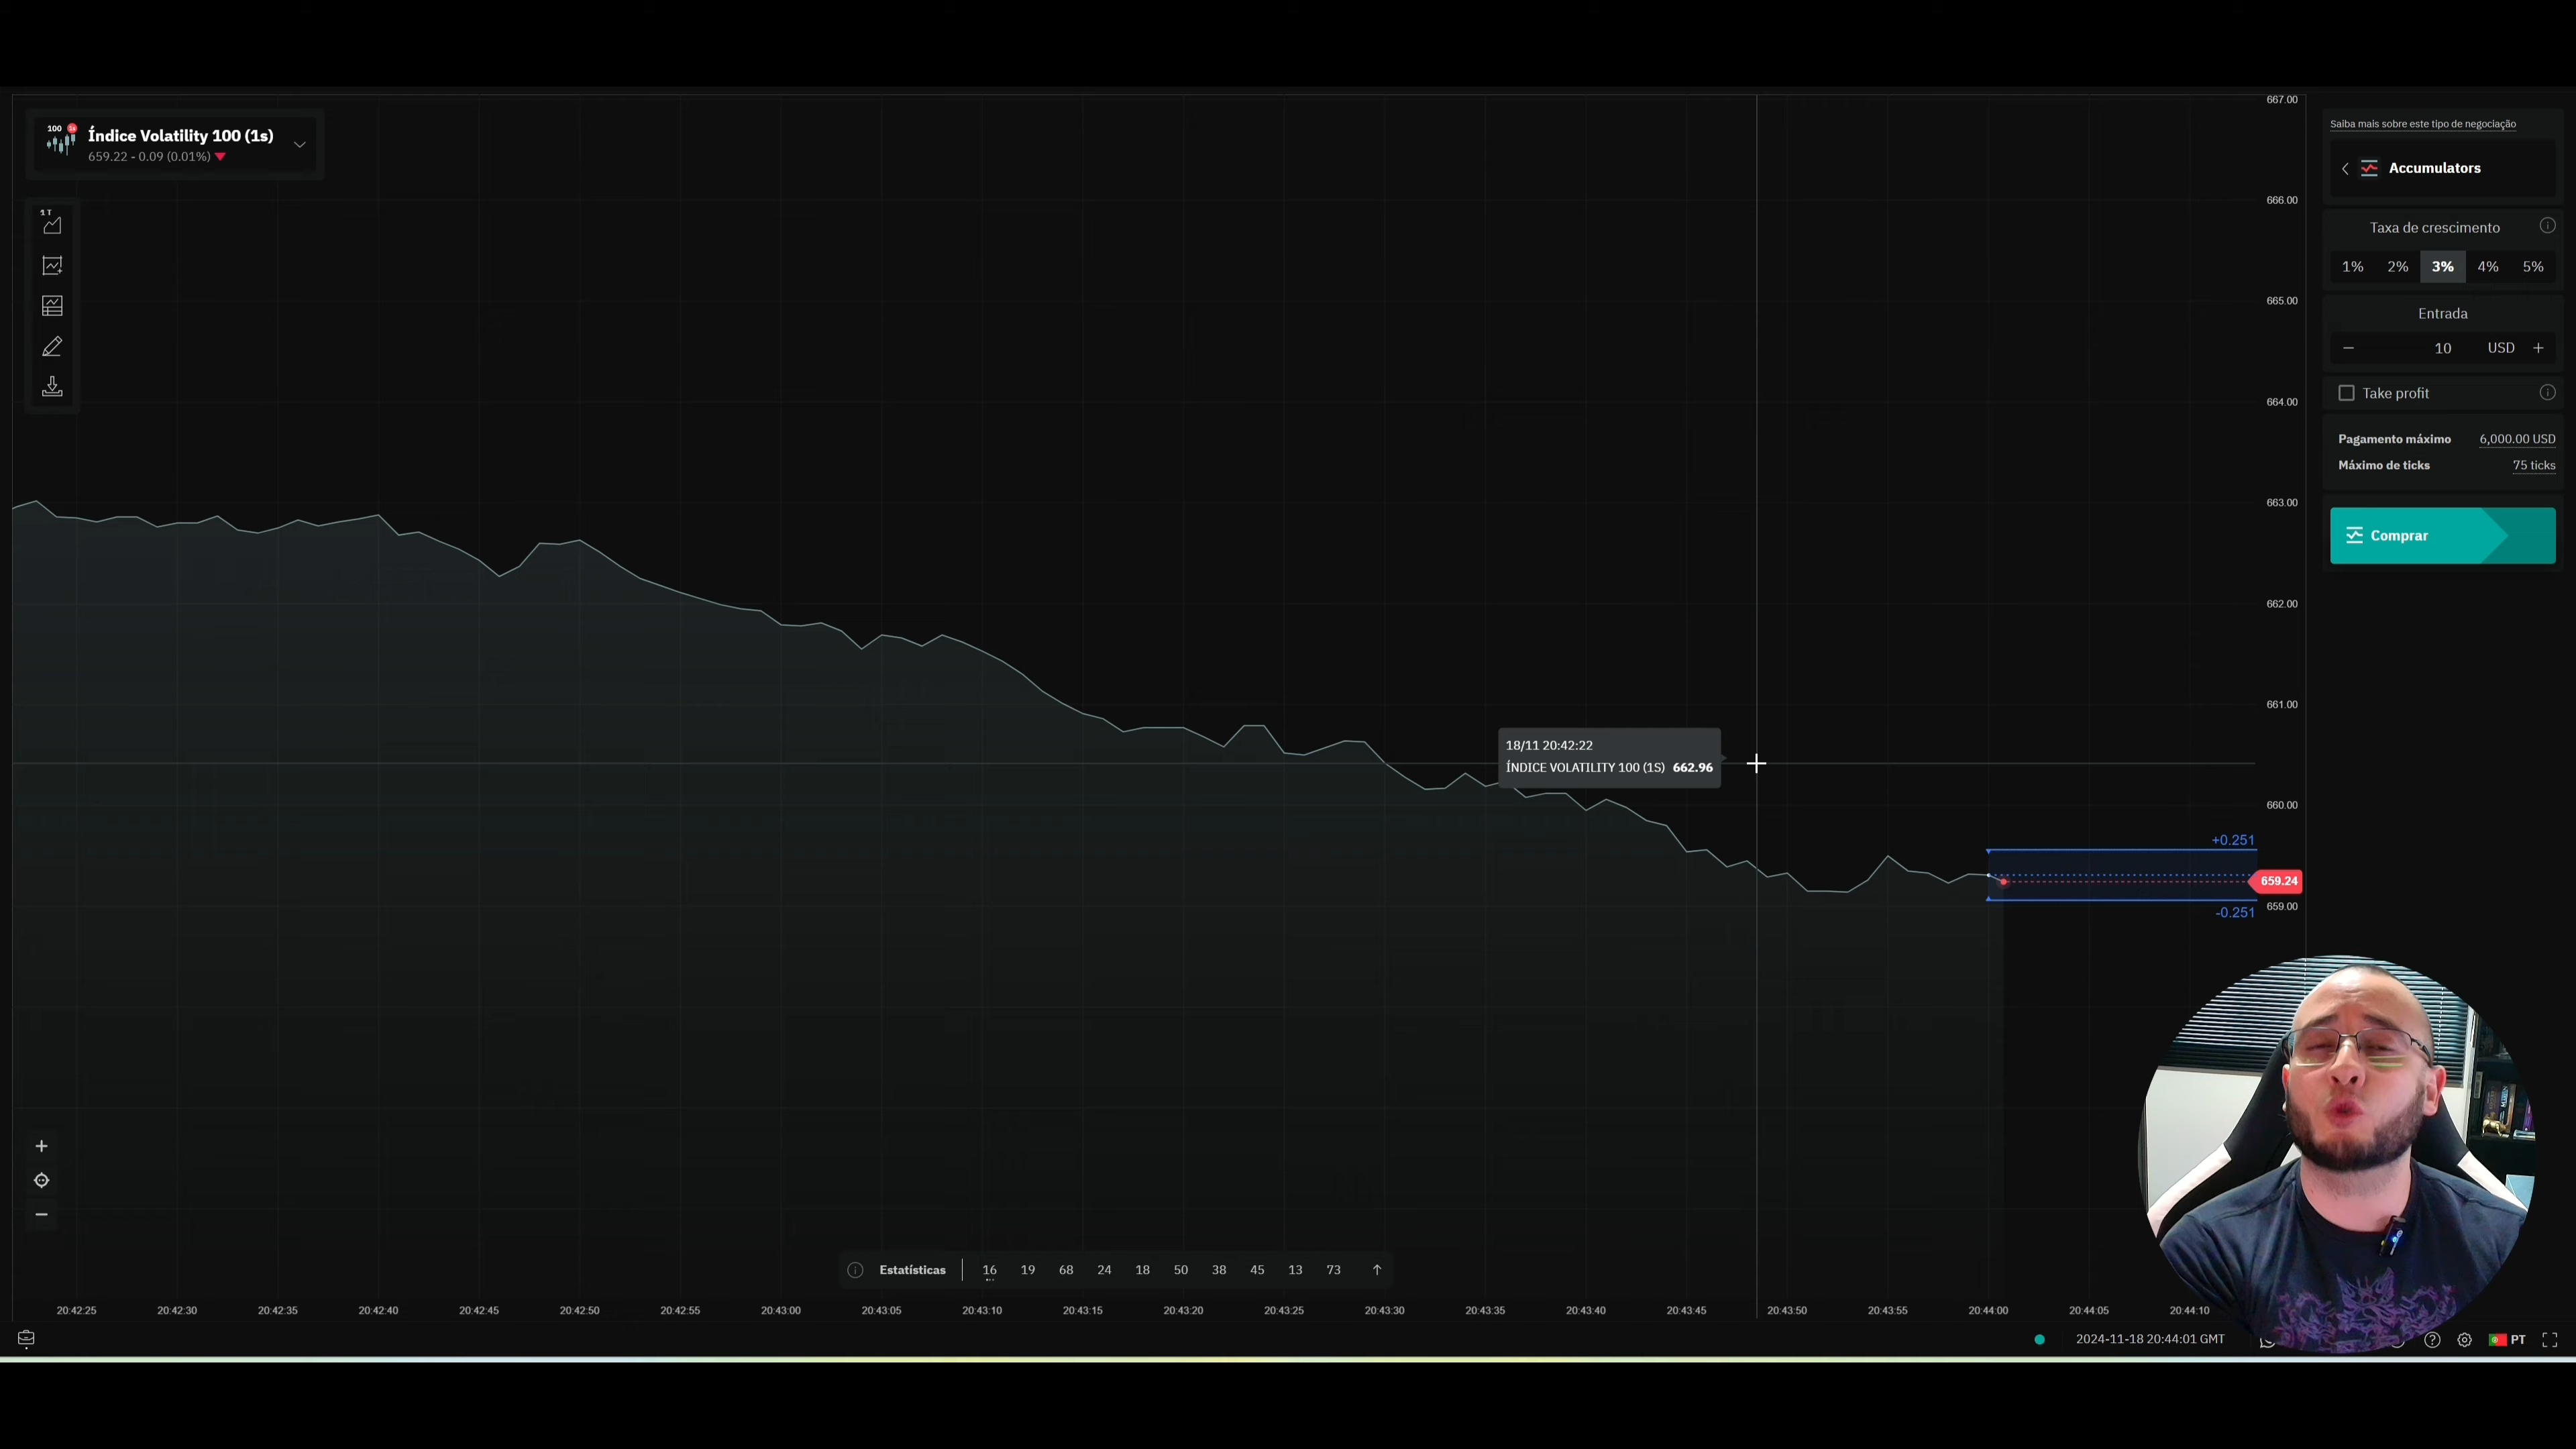 100 1s
Índice Volatility 100 (1s)
659.22 - 0.09 (0.01%)
1T
667.00
666.00
665.00
664.00
663.00
662.00
661.00
660.00
659.00
18/11 20:42:22
ÍNDICE VOLATILITY 100 (1S) 662.96
+0.251
659.24
-0.251
Saiba mais sobre este tipo de negociação
Accumulators
Taxa de crescimento
1% 2% 3% 4% 5%
Entrada
10 USD
Take profit
Pagamento máximo 6,000.00 USD
Máximo de ticks 75 ticks
Comprar
Estatísticas 16 19 68 24 18 50 38 45 13 73
20:42:25 20:42:30 20:42:35 20:42:40 20:42:45 20:42:50 20:42:55 20:43:00 20:43:05 20:43:10 20:43:15 20:43:20 20:43:25 20:43:30 20:43:35 20:43:40 20:43:45 20:43:50 20:43:55 20:44:00 20:44:05 20:44:10
2024-11-18 20:44:01 GMT
PT